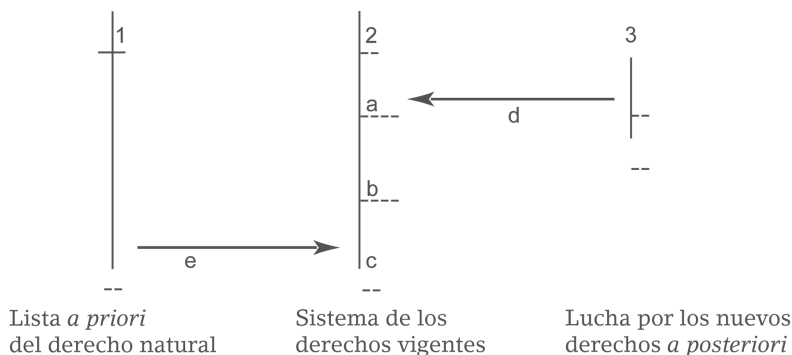 1
2
3
a
d
b
e
c
Lista a priori
del derecho natural
Sistema de los
derechos vigentes
Lucha por los nuevos
derechos a posteriori